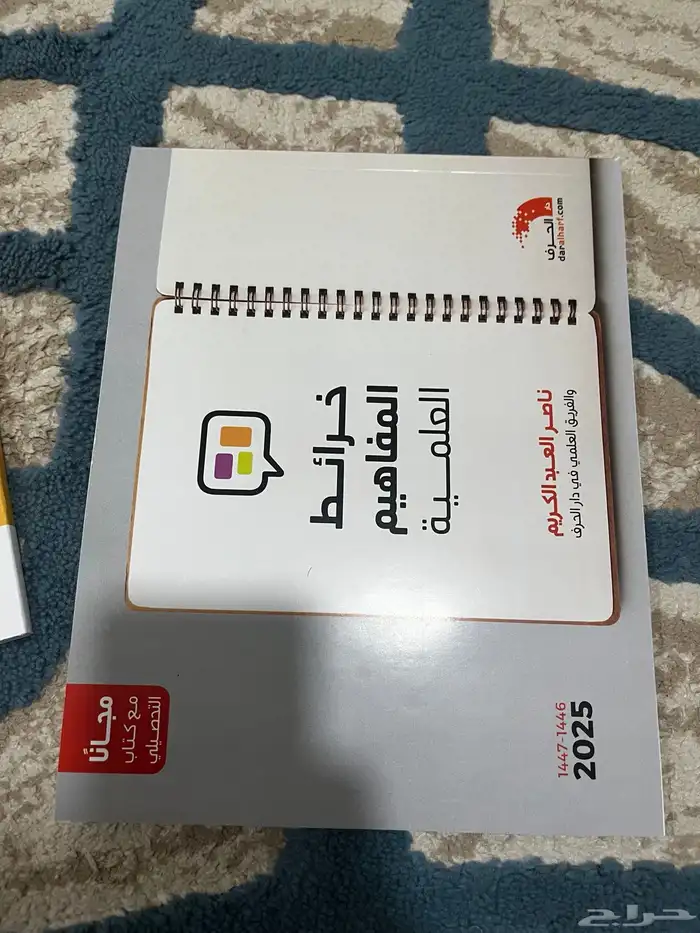 دار الحرف
daralharf.com
خرائط
المفاهيم
العلمية
ناصر العبد الكريم
والفريق العلمي في دار الحرف
مجانًا
مع كتاب
التحصيلي
1447-1446
2025
حراج